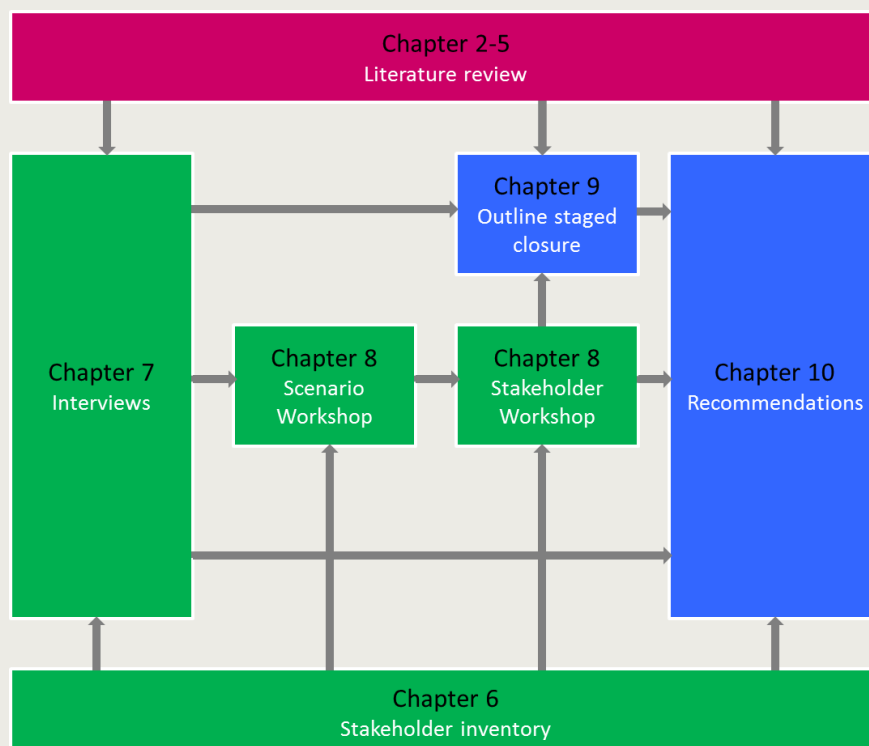 Chapter 2-5
Literature review
Chapter 9
Outline staged
closure
Chapter 7
Interviews
Chapter 8
Scenario
Workshop
Chapter 8
Stakeholder
Workshop
Chapter 10
Recommendations
Chapter 6
Stakeholder inventory